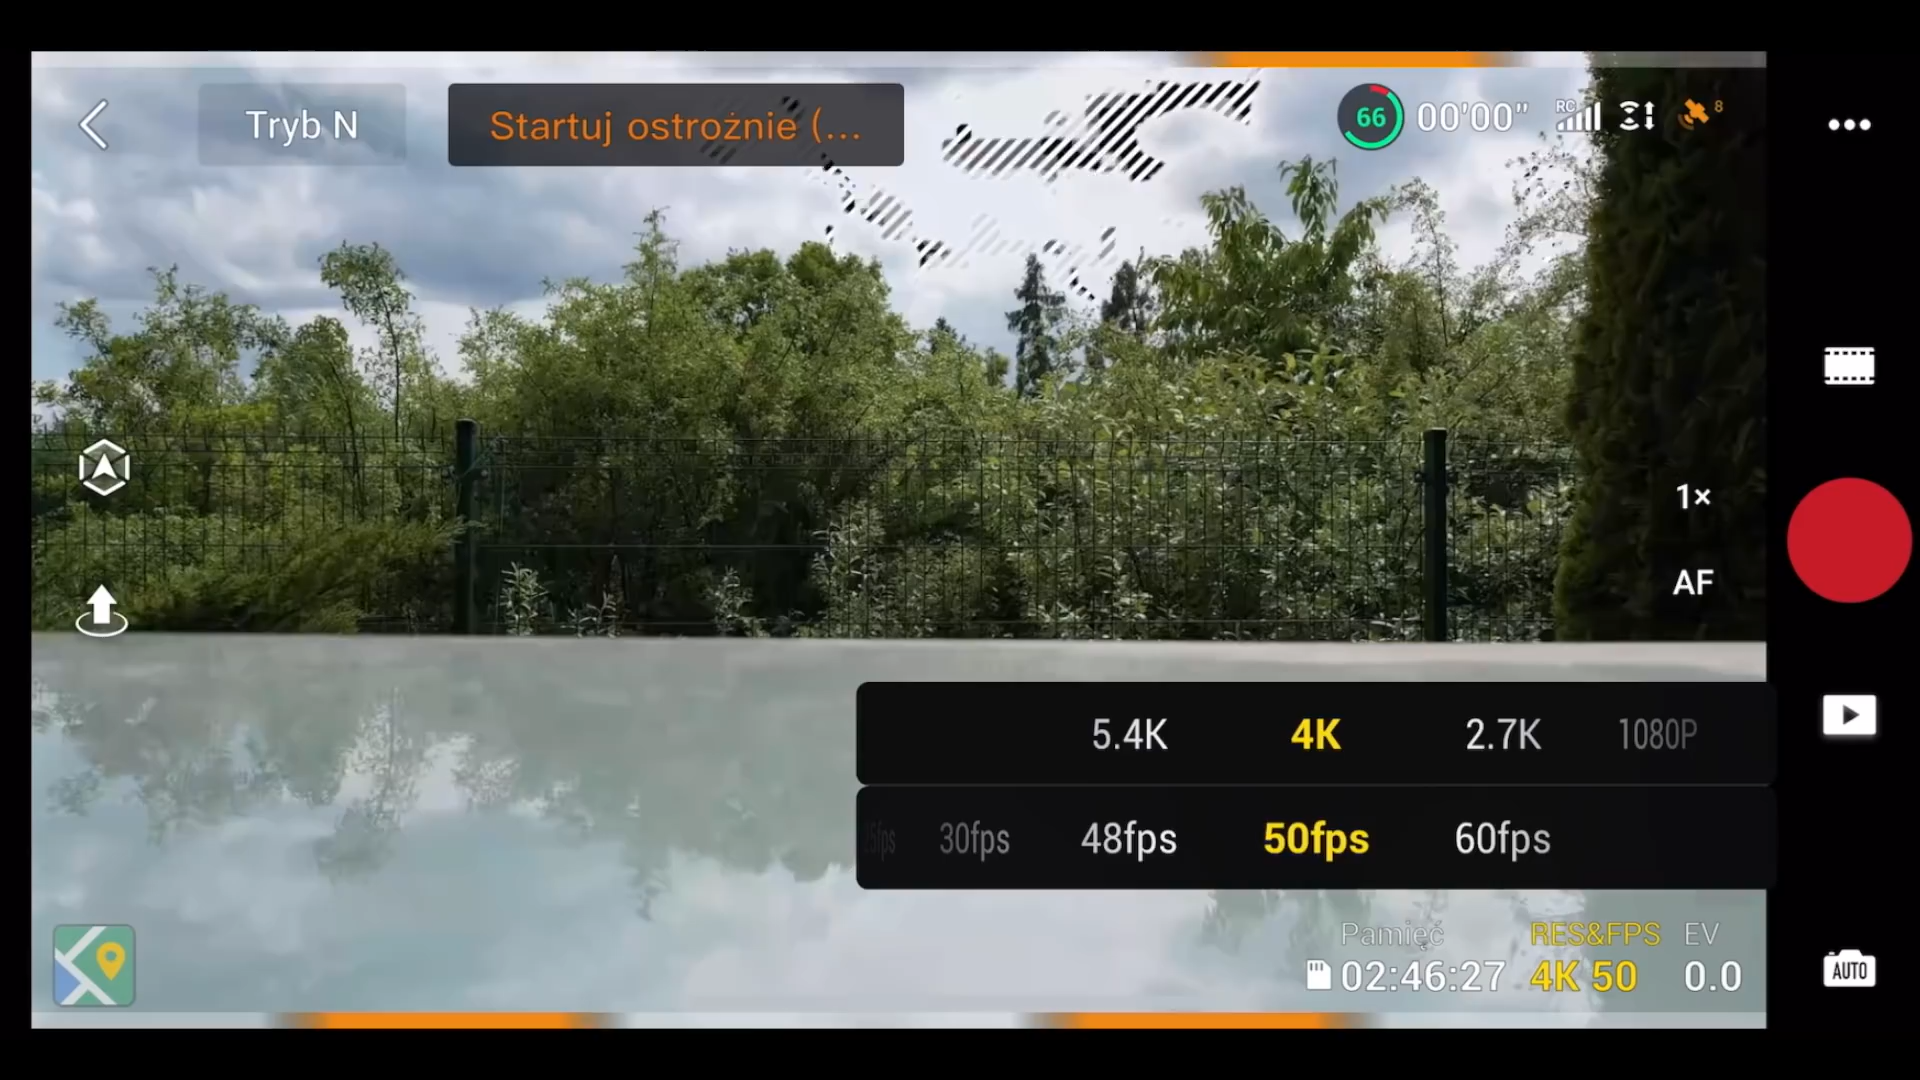 Tryb N
Startuj ostrożnie (...
66
00'00"
RC
8
1×
AF
5.4K 4K 2.7K 1080P
30fps 48fps 50fps 60fps
Pamięć RES&FPS EV
02:46:27 4K 50 0.0
AUTO